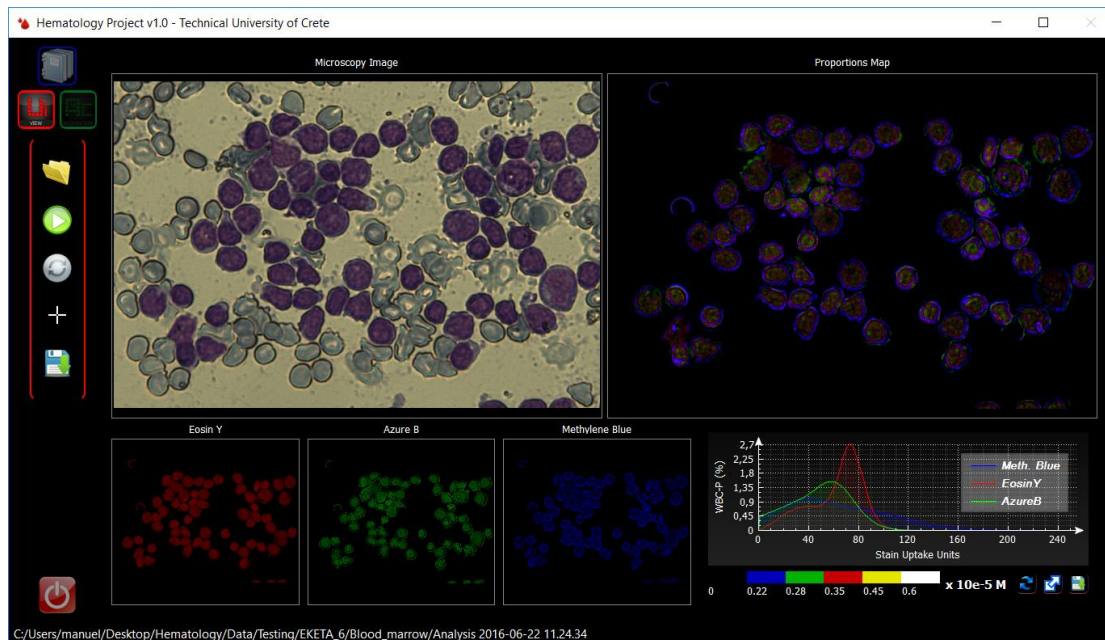 Hematology Project v1.0 - Technical University of Crete
Microscopy Image
Proportions Map
VIEW
Eosin Y
Azure B
Methylene Blue
WBC-P (%)
2,7
2,25
1,8
1,35
0,9
0,45
0
Meth. Blue
EosinY
AzureB
0 40 80 120 160 200 240
Stain Uptake Units
0 0.22 0.28 0.35 0.45 0.6 x 10e-5 M
C:/Users/manuel/Desktop/Hematology/Data/Testing/EKETA_6/Blood_marrow/Analysis 2016-06-22 11.24.34